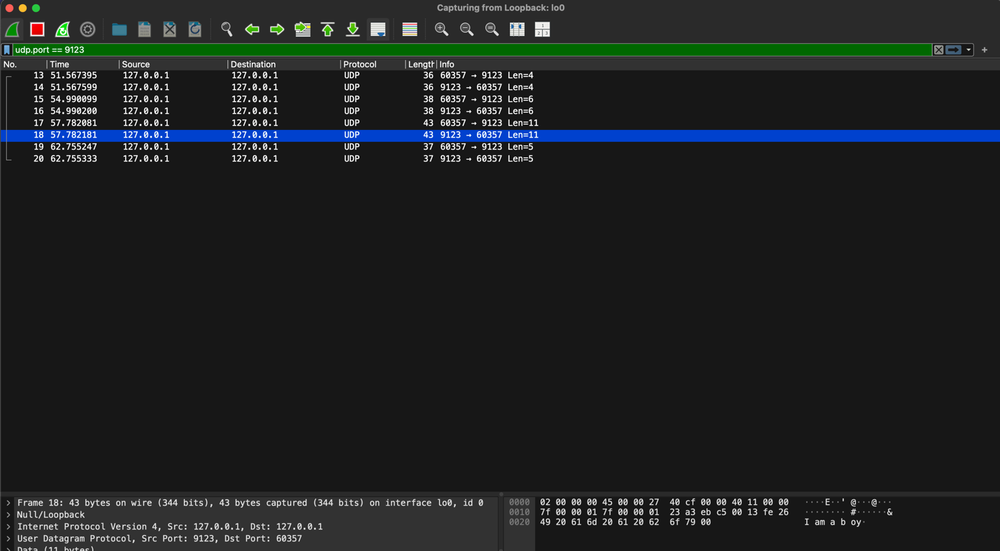 Capturing from Loopback: lo0
1
2 3
udp.port == 9123
No. Time Source Destination Protocol Length Info
13 51.567395 127.0.0.1 127.0.0.1 UDP 36 60357 → 9123 Len=4
14 51.567599 127.0.0.1 127.0.0.1 UDP 36 9123 → 60357 Len=4
15 54.990099 127.0.0.1 127.0.0.1 UDP 38 60357 → 9123 Len=6
16 54.990200 127.0.0.1 127.0.0.1 UDP 38 9123 → 60357 Len=6
17 57.782081 127.0.0.1 127.0.0.1 UDP 43 60357 → 9123 Len=11
18 57.782181 127.0.0.1 127.0.0.1 UDP 43 9123 → 60357 Len=11
19 62.755247 127.0.0.1 127.0.0.1 UDP 37 60357 → 9123 Len=5
20 62.755333 127.0.0.1 127.0.0.1 UDP 37 9123 → 60357 Len=5
Frame 18: 43 bytes on wire (344 bits), 43 bytes captured (344 bits) on interface lo0, id 0
Null/Loopback
Internet Protocol Version 4, Src: 127.0.0.1, Dst: 127.0.0.1
User Datagram Protocol, Src Port: 9123, Dst Port: 60357
Data (11 bytes)
0000 02 00 00 00 45 00 00 27 40 cf 00 00 40 11 00 00 ····E··' @···@···
0010 7f 00 00 01 7f 00 00 01 23 a3 eb c5 00 13 fe 26 ········ #······&
0020 49 20 61 6d 20 61 20 62 6f 79 00 I am a b oy·